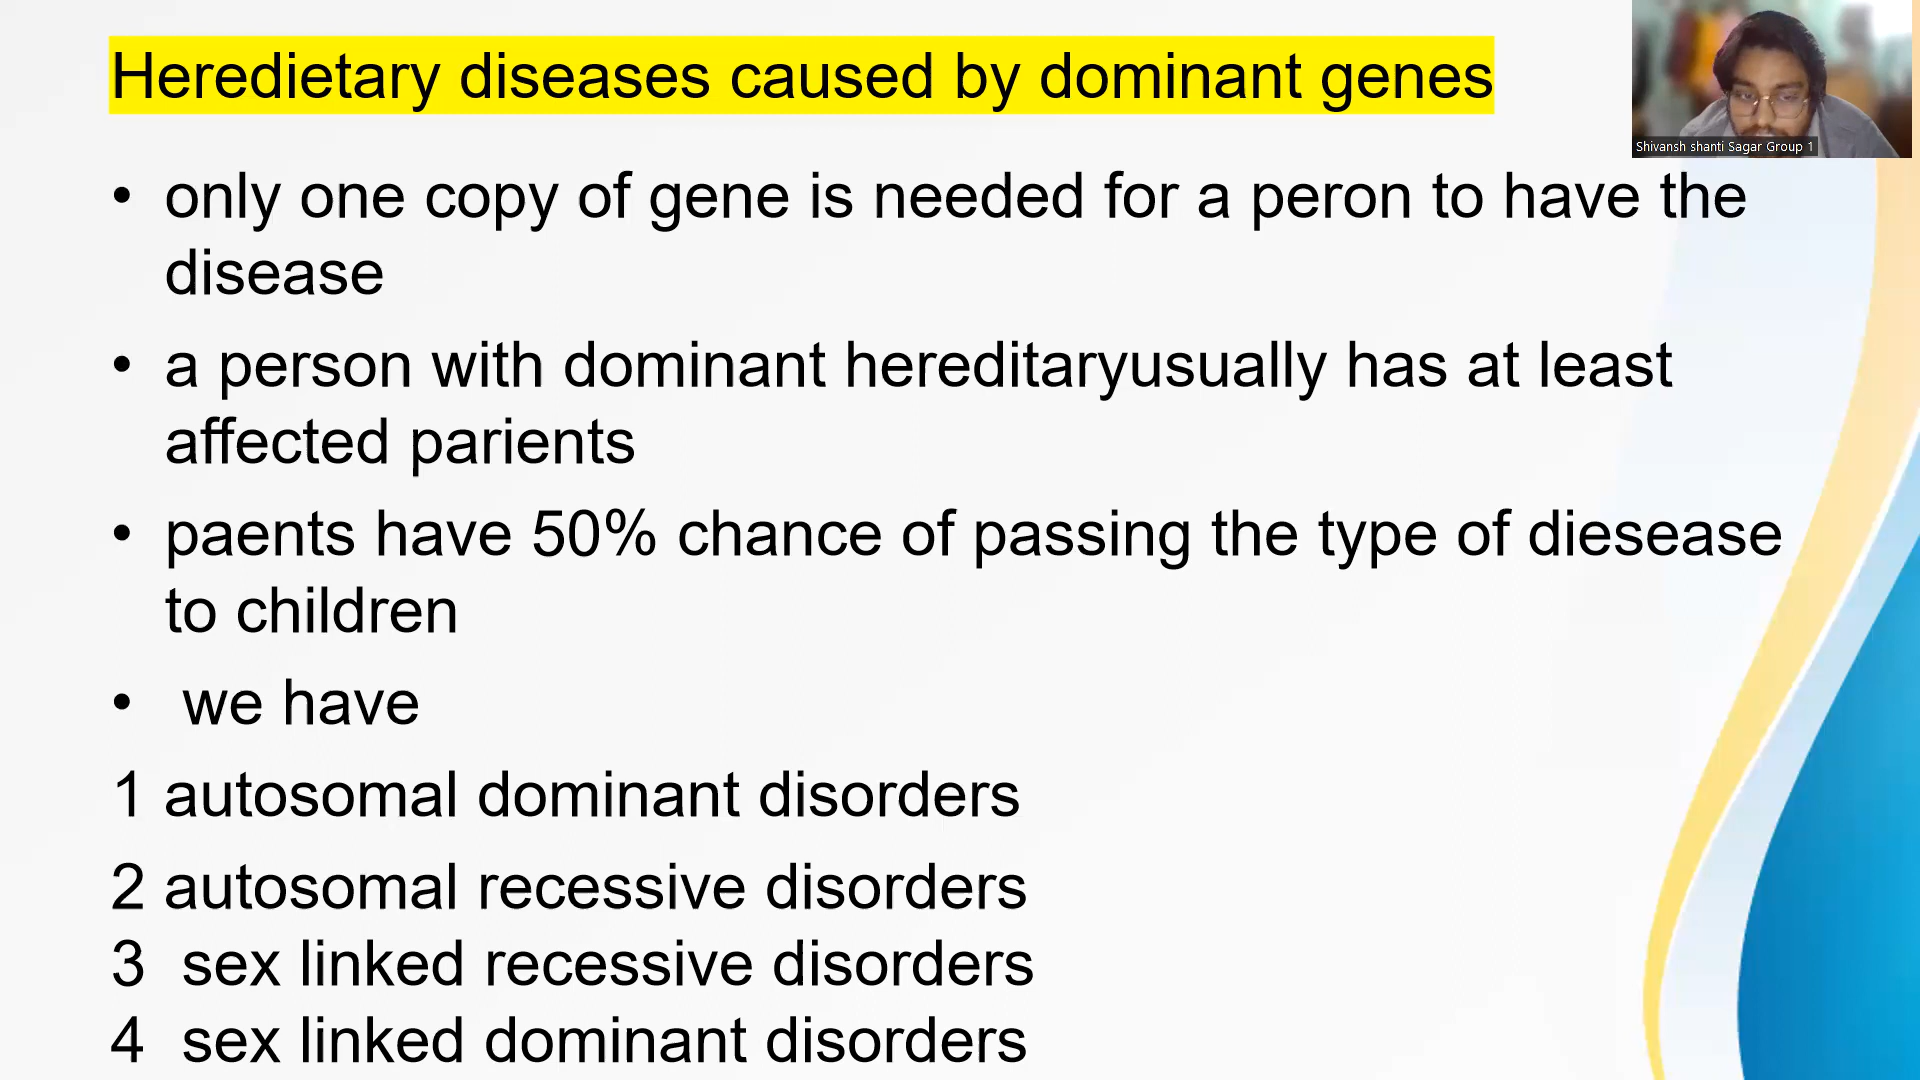 Heredietary diseases caused by dominant genes
Shivansh shanti Sagar Group 1
• only one copy of gene is needed for a peron to have the
disease
• a person with dominant hereditaryusually has at least
affected parients
• paents have 50% chance of passing the type of diesease
to children
• we have
1 autosomal dominant disorders
2 autosomal recessive disorders
3 sex linked recessive disorders
4 sex linked dominant disorders